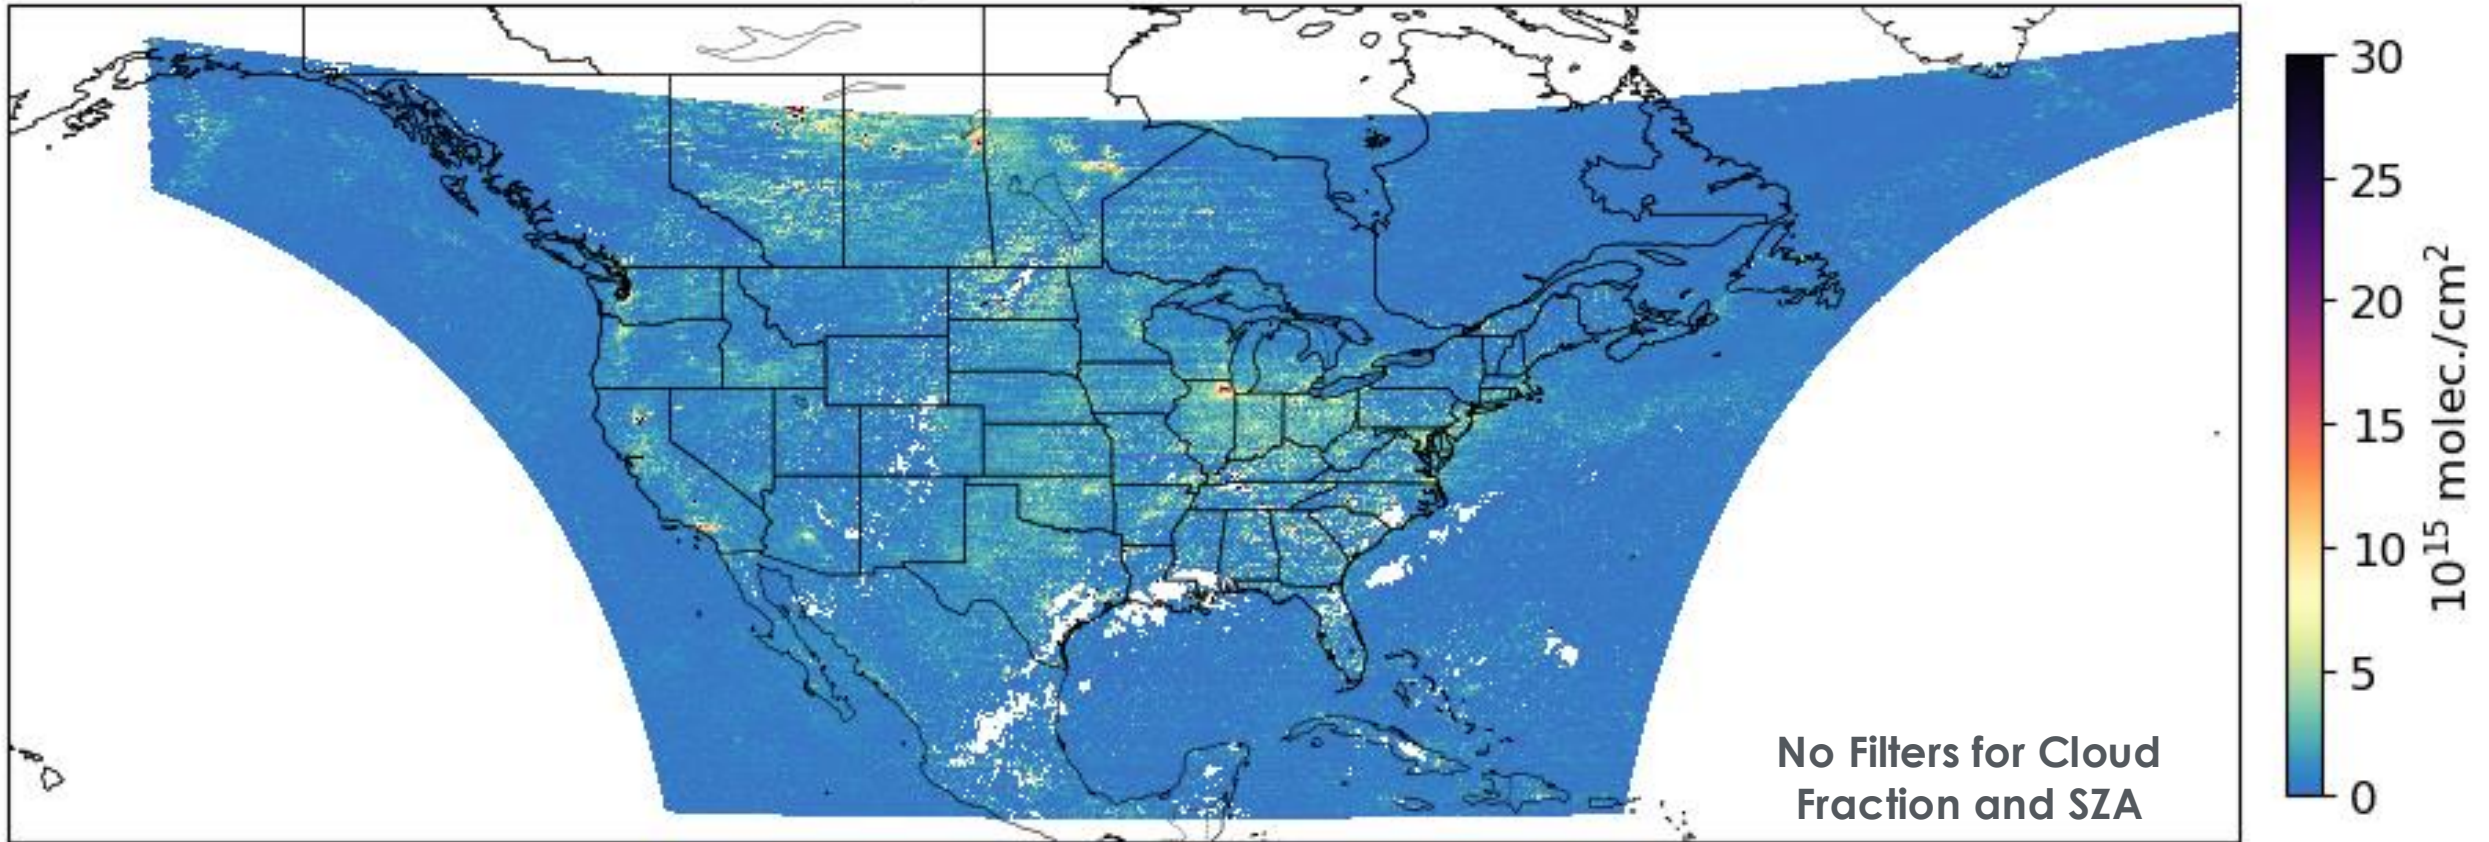 30
25
20
15
10
5
0
10¹⁵ molec./cm²
No Filters for Cloud
Fraction and SZA